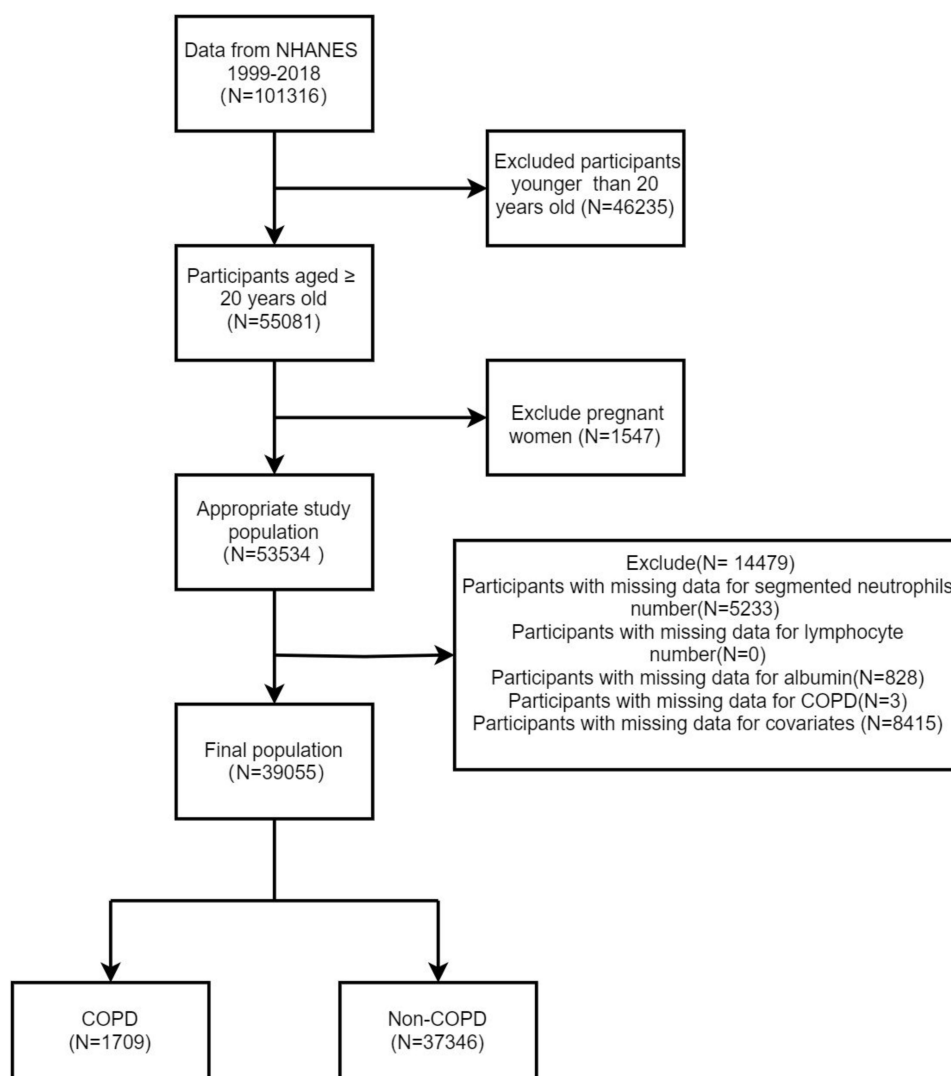 Data from NHANES
1999-2018
(N=101316)
Excluded participants
younger than 20
years old (N=46235)
Participants aged ≥
20 years old
(N=55081)
Exclude pregnant
women (N=1547)
Appropriate study
population
(N=53534 )
Exclude(N= 14479)
Participants with missing data for segmented neutrophils
number(N=5233)
Participants with missing data for lymphocyte
number(N=0)
Participants with missing data for albumin(N=828)
Participants with missing data for COPD(N=3)
Participants with missing data for covariates (N=8415)
Final population
(N=39055)
COPD
(N=1709)
Non-COPD
(N=37346)